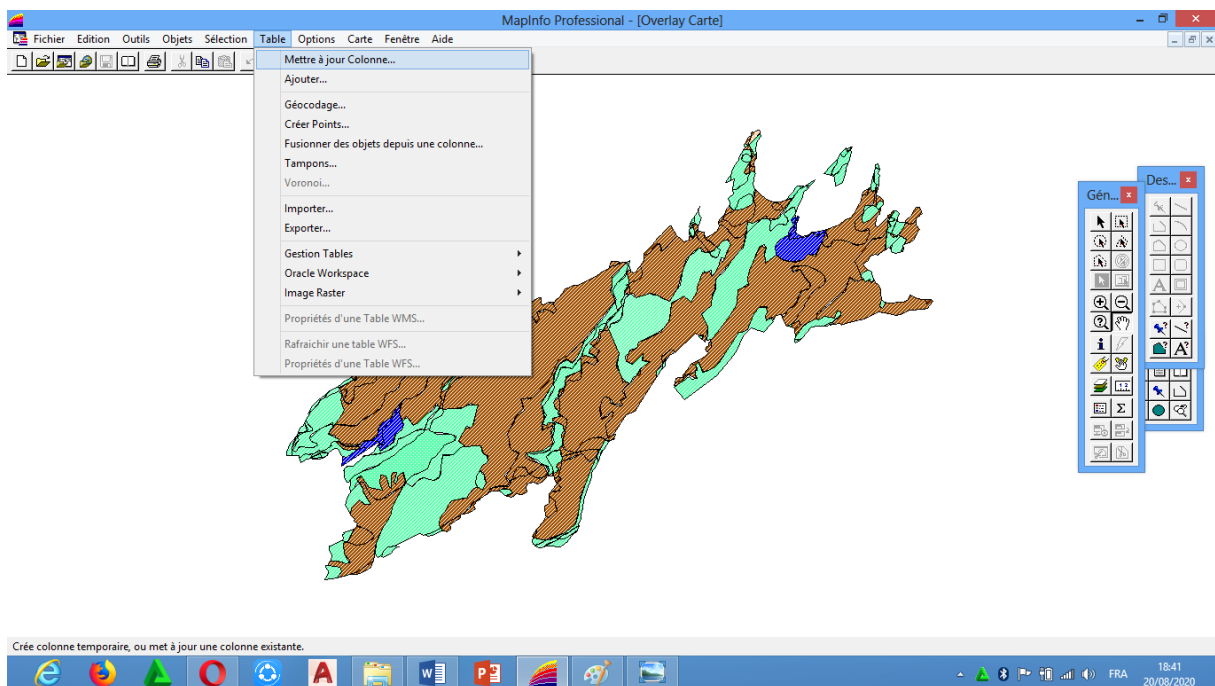 MapInfo Professional - [Overlay Carte]
Fichier Edition Outils Objets Sélection Table Options Carte Fenêtre Aide
Mettre à jour Colonne...
Ajouter...
Géocodage...
Créer Points...
Fusionner des objets depuis une colonne...
Tampons...
Voronoi...
Importer...
Exporter...
Gestion Tables
Oracle Workspace
Image Raster
Propriétés d'une Table WMS...
Rafraichir une table WFS...
Propriétés d'une Table WFS...
Gén...
Des...
Crée colonne temporaire, ou met à jour une colonne existante.
FRA
18:41
20/08/2020